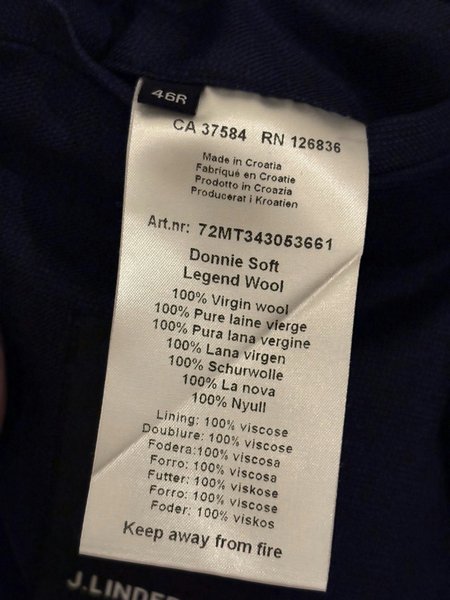 46R
CA 37584 RN 126836
Made in Croatia
Fabriqué en Croatie
Prodotto in Croazia
Producerat i Kroatien
Art.nr: 72MT343053661
Donnie Soft
Legend Wool
100% Virgin wool
100% Pure laine vierge
100% Pura lana vergine
100% Lana virgen
100% Schurwolle
100% La nova
100% Nyull
Lining: 100% viscose
Doublure: 100% viscose
Fodera:100% viscosa
Forro: 100% viscosa
Futter: 100% viskose
Forro: 100% viscose
Foder: 100% viskos
Keep away from fire
J.LINDE